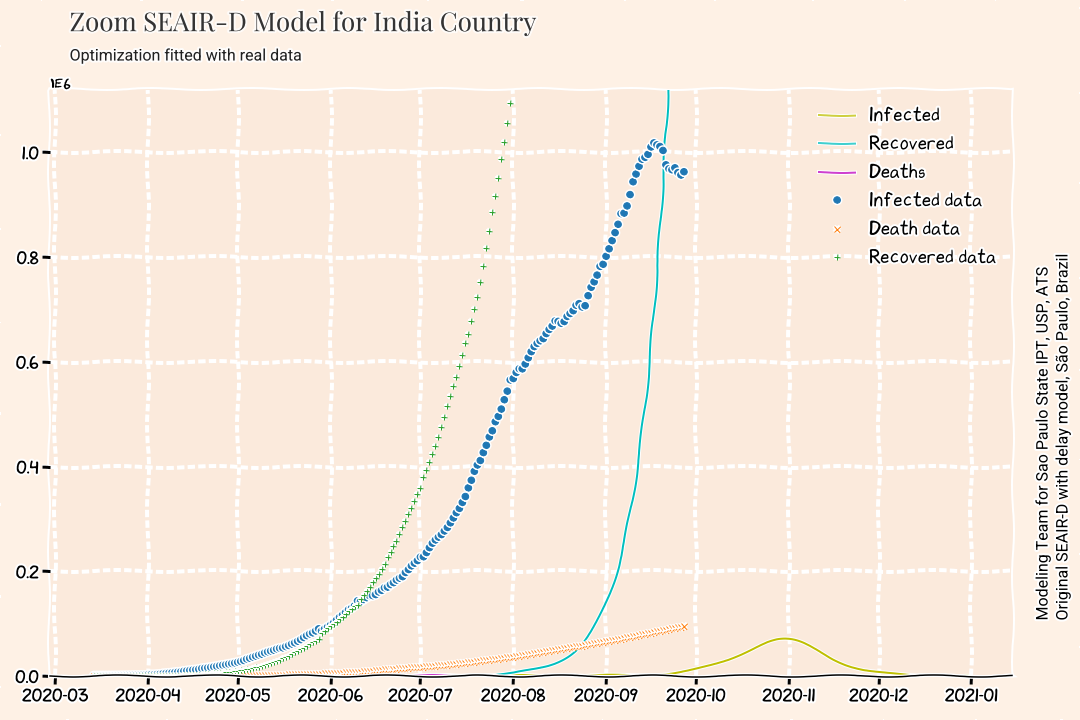 Zoom SEAIR-D Model for India Country
Optimization fitted with real data
1E6
1.0
0.8
0.6
0.4
0.2
0.0
2020-03 2020-04 2020-05 2020-06 2020-07 2020-08 2020-09 2020-10 2020-11 2020-12 2021-01
Infected
Recovered
Deaths
Infected data
Death data
Recovered data
Modeling Team for Sao Paulo State IPT, USP, ATS
Original SEAIR-D with delay model, São Paulo, Brazil